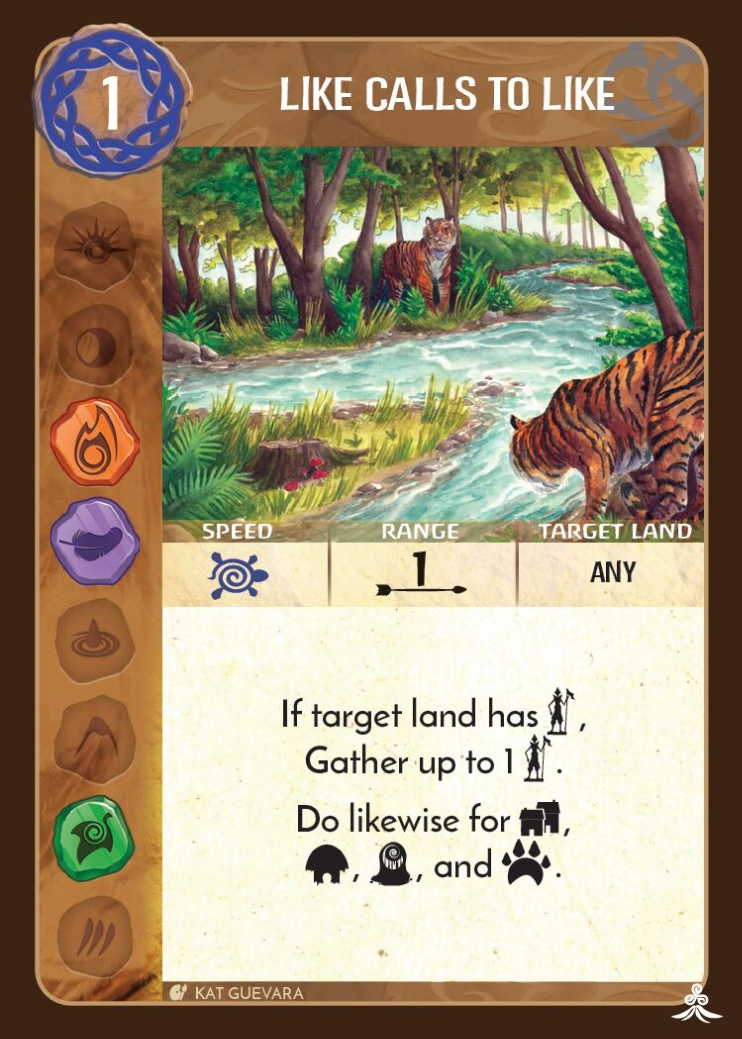 1
LIKE CALLS TO LIKE
SPEED RANGE TARGET LAND
1 ANY
If target land has ,
Gather up to 1 .
Do likewise for ,
, , and .
KAT GUEVARA